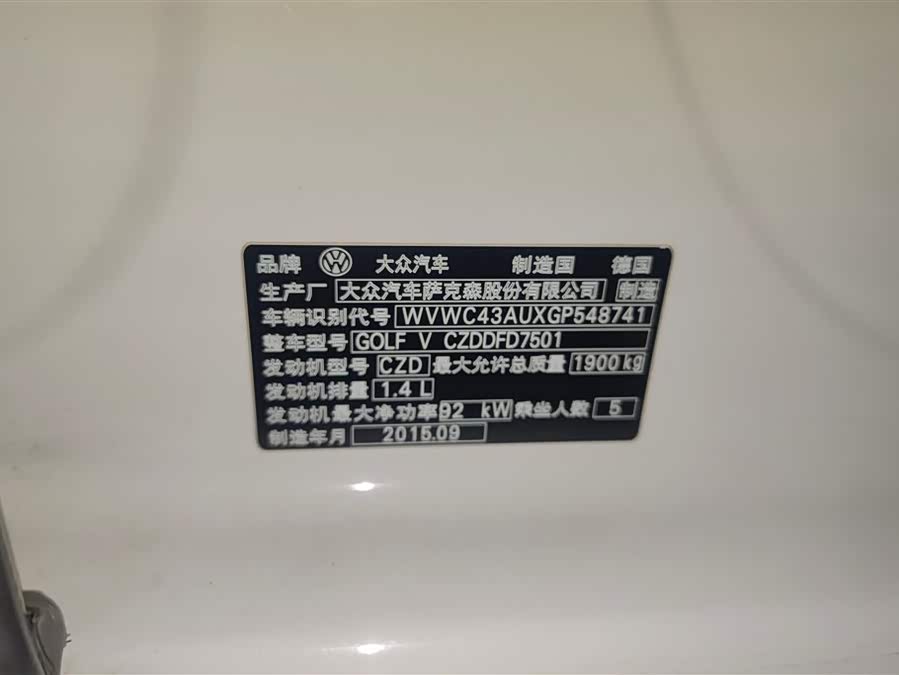 品牌 大众汽车 制造国 德国
生产厂 大众汽车萨克森股份有限公司 制造
车辆识别代号 WVWC43AUXGP548741
整车型号 GOLF V CZDDFD7501
发动机型号 CZD 最大允许总质量 1900kg
发动机排量 1.4 L
发动机最大净功率 92 kW 乘坐人数 5
制造年月 2015.09